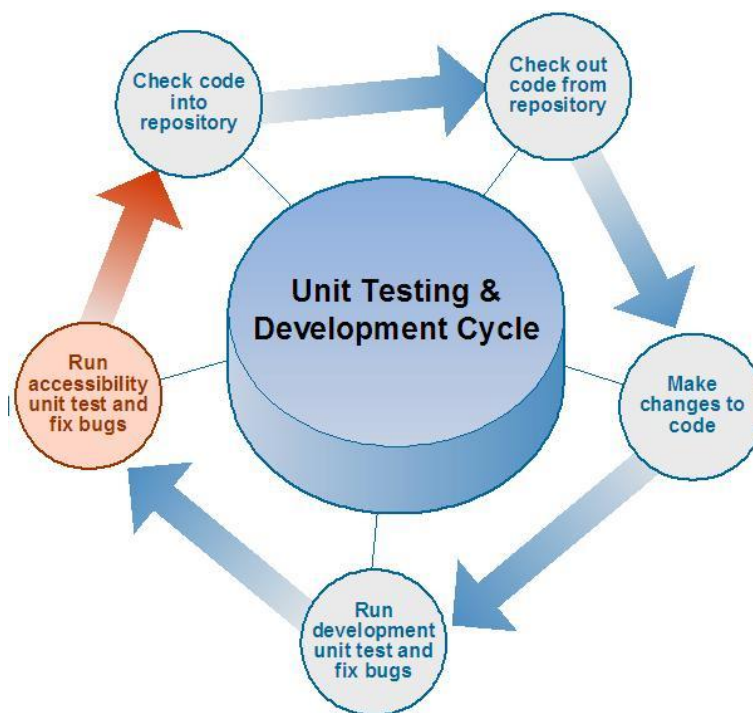 Check code
into
repository
Check out
code from
repository
Unit Testing &
Development Cycle
Run
accessibility
unit test and
fix bugs
Make
changes to
code
Run
development
unit test and
fix bugs